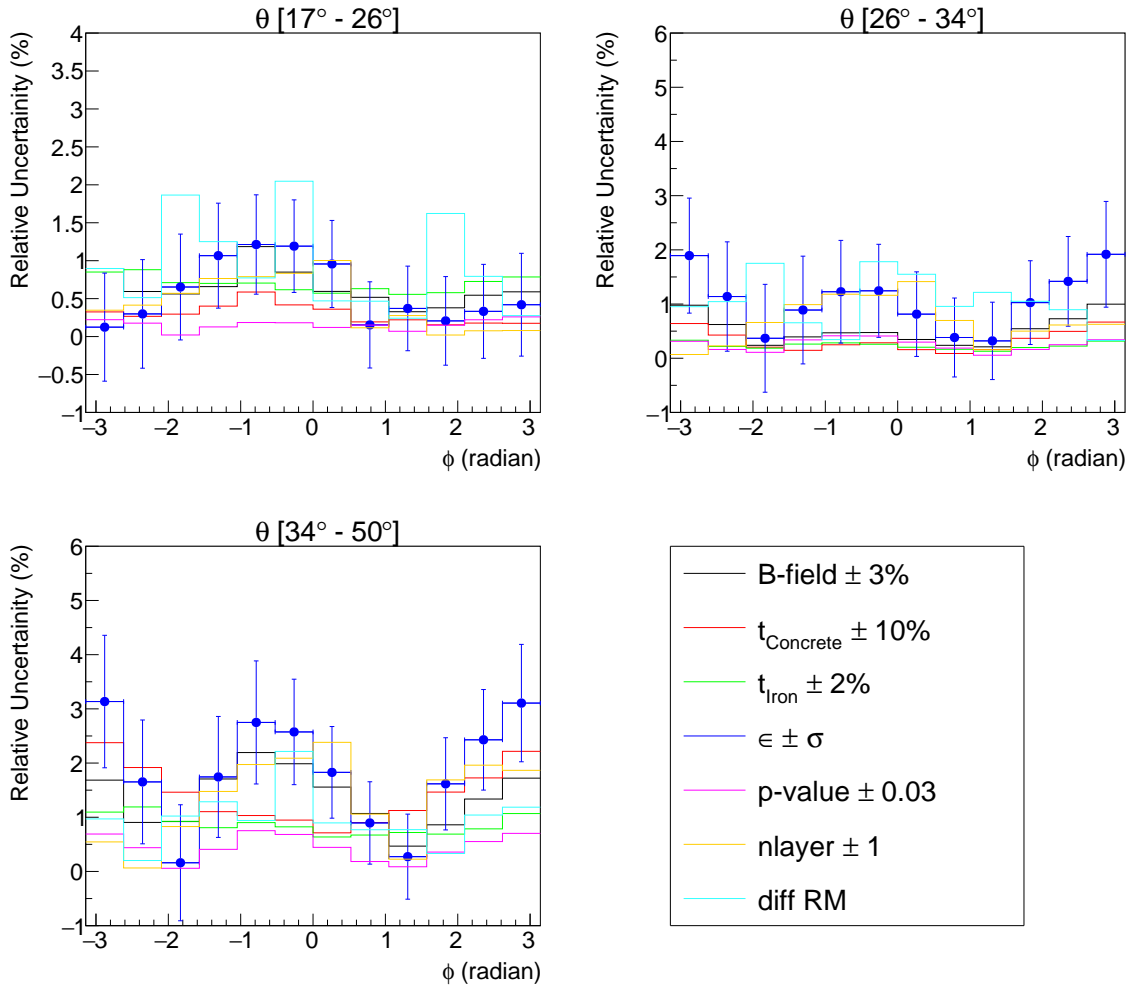 θ [17° - 26°]
Relative Uncertainity (%)
4
3.5
3
2.5
2
1.5
1
0.5
0
−0.5
−1
−3 −2 −1 0 1 2 3
φ (radian)
θ [26° - 34°]
Relative Uncertainity (%)
6
5
4
3
2
1
0
−1
−3 −2 −1 0 1 2 3
φ (radian)
θ [34° - 50°]
Relative Uncertainity (%)
6
5
4
3
2
1
0
−1
−3 −2 −1 0 1 2 3
φ (radian)
B-field ± 3%
tConcrete ± 10%
tIron ± 2%
∈ ± σ
p-value ± 0.03
nlayer ± 1
diff RM